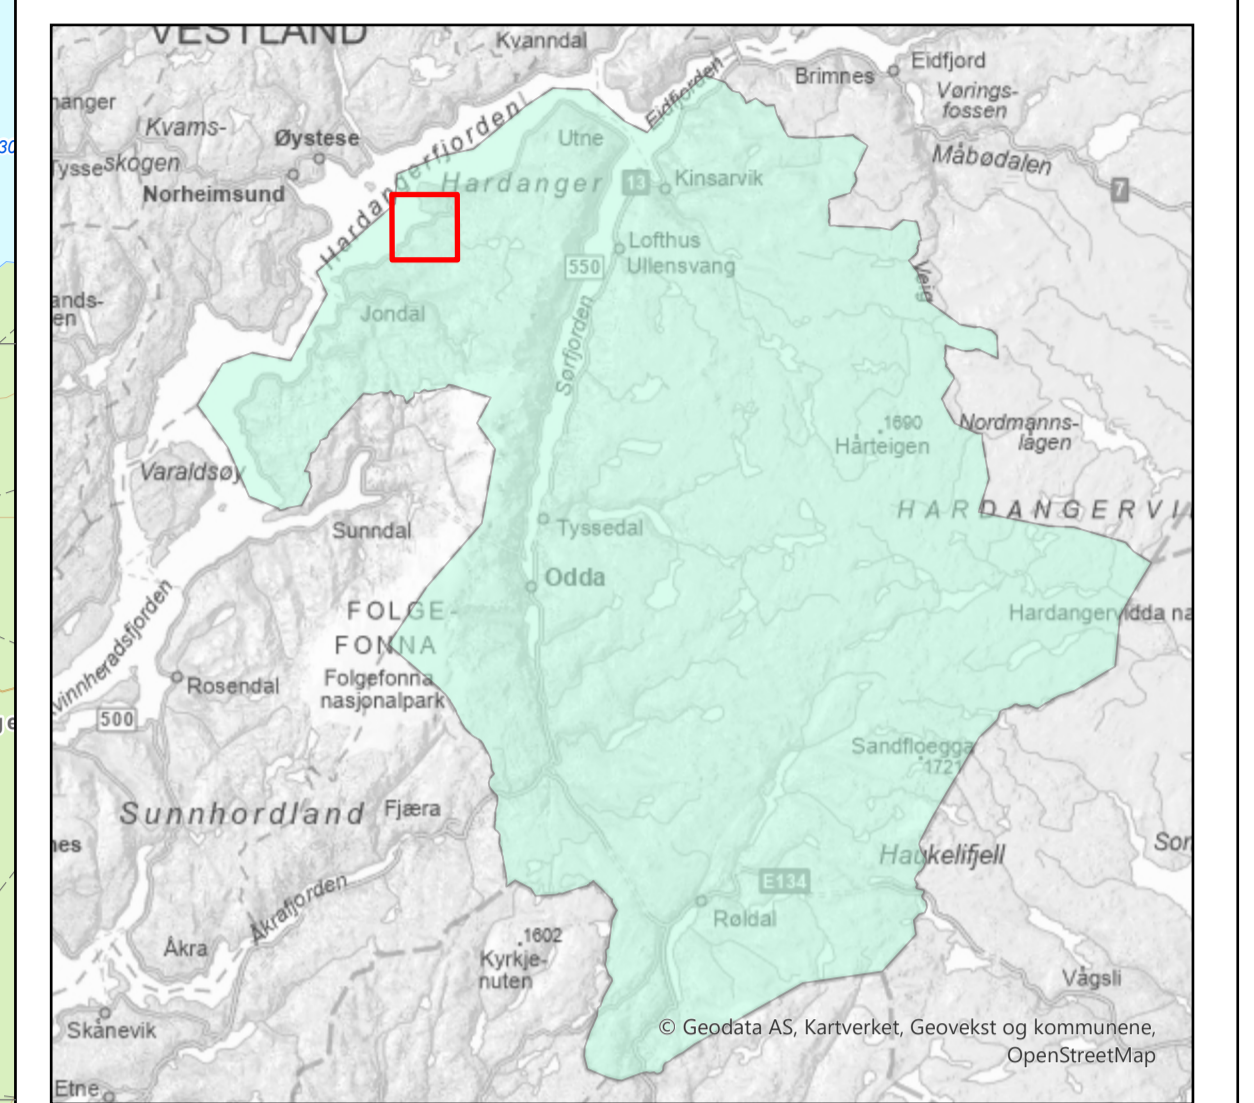 VESTLAND
Kvanndal
Eidfjord
Brimnes
Eidfjorden
Vørings-
fossen
Kvams-
skogen
Øystese
Hardangerfjorden
Utne
Måbødalen
30
Norheimsund
Hardanger
13
Kinsarvik
7
Lofthus
Ullensvang
550
Veig
Jondal
Sørfjorden
1690
Hårteigen
Nordmanns-
lågen
Varaldsøy
HARDANGERVI
Sunndal
Tyssedal
Odda
FOLGE-
FONNA
Hardangervidda na
Folgefonna
nasjonalpark
Rosendal
500
Sandfloegga
1721
Sunnhordland
Fjæra
Haukelifjell
E134
Åkrafjorden
Røldal
Åkra
1602
Kyrkje-
nuten
Vågsli
Skånevik
© Geodata AS, Kartverket, Geovekst og kommunene,
OpenStreetMap
Etne